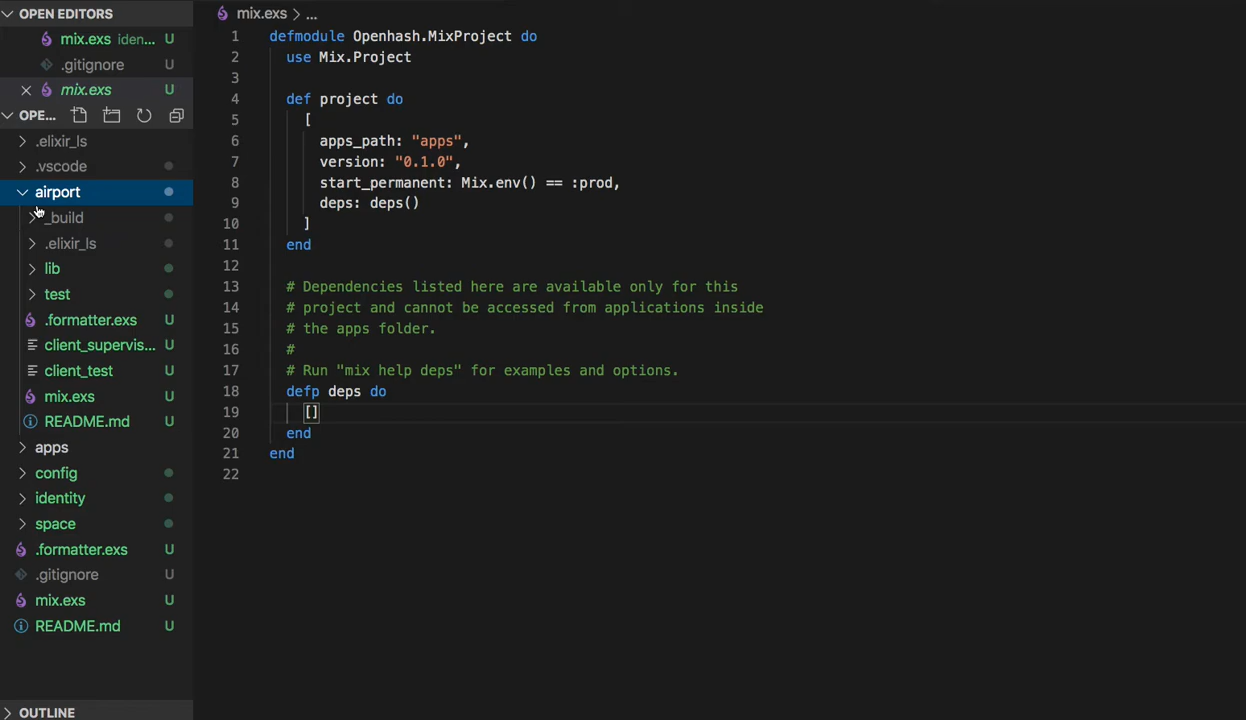 OPEN EDITORS
mix.exs iden... U
.gitignore U
mix.exs U
OPE...
.elixir_ls
.vscode
airport
_build
.elixir_ls
lib
test
.formatter.exs U
client_supervis... U
client_test U
mix.exs U
README.md U
apps
config
identity
space
.formatter.exs U
.gitignore U
mix.exs U
README.md U
OUTLINE
mix.exs > ...
1 defmodule Openhash.MixProject do
2 use Mix.Project
3
4 def project do
5 [
6 apps_path: "apps",
7 version: "0.1.0",
8 start_permanent: Mix.env() == :prod,
9 deps: deps()
10 ]
11 end
12
13 # Dependencies listed here are available only for this
14 # project and cannot be accessed from applications inside
15 # the apps folder.
16 #
17 # Run "mix help deps" for examples and options.
18 defp deps do
19 []
20 end
21 end
22